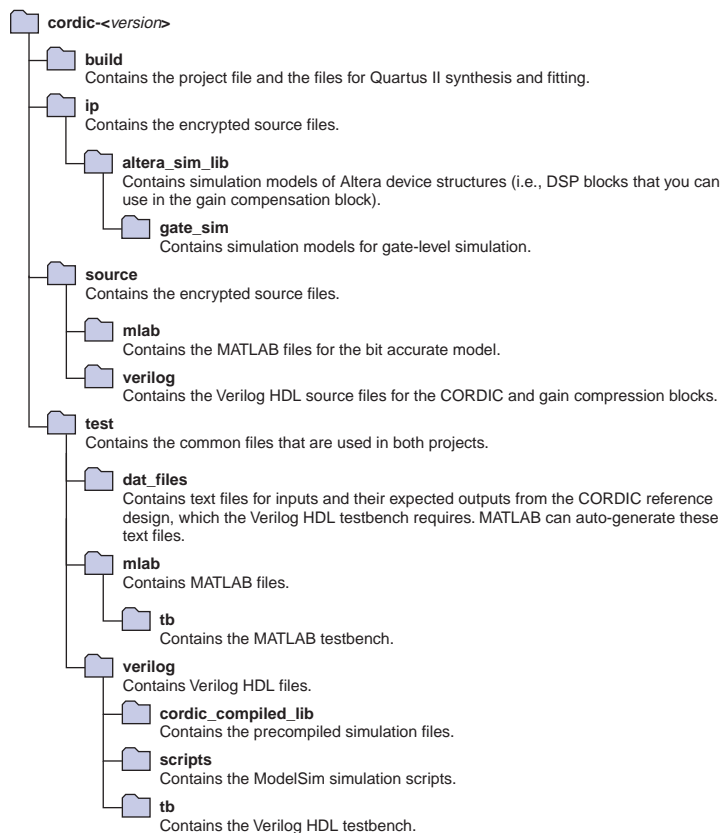 cordic-<version>
build
Contains the project file and the files for Quartus II synthesis and fitting.
ip
Contains the encrypted source files.
altera_sim_lib
Contains simulation models of Altera device structures (i.e., DSP blocks that you can
use in the gain compensation block).
gate_sim
Contains simulation models for gate-level simulation.
source
Contains the encrypted source files.
mlab
Contains the MATLAB files for the bit accurate model.
verilog
Contains the Verilog HDL source files for the CORDIC and gain compression blocks.
test
Contains the common files that are used in both projects.
dat_files
Contains text files for inputs and their expected outputs from the CORDIC reference
design, which the Verilog HDL testbench requires. MATLAB can auto-generate these
text files.
mlab
Contains MATLAB files.
tb
Contains the MATLAB testbench.
verilog
Contains Verilog HDL files.
cordic_compiled_lib
Contains the precompiled simulation files.
scripts
Contains the ModelSim simulation scripts.
tb
Contains the Verilog HDL testbench.